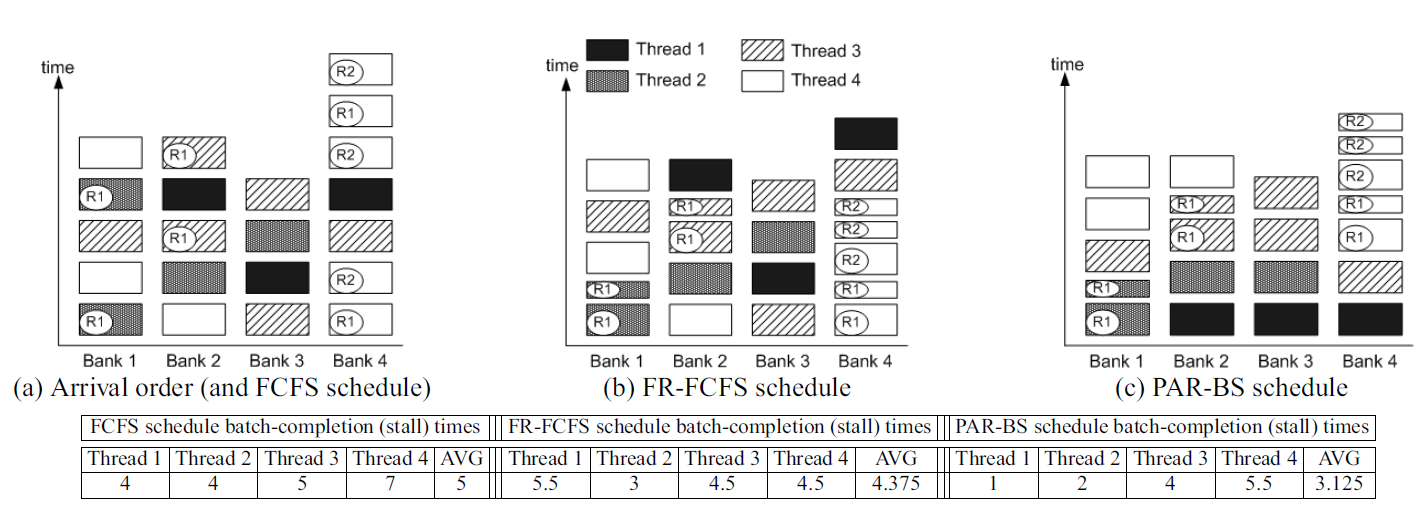 time
R2
R1
R2
R1
R1
R1
R2
R1
R1
Bank 1 Bank 2 Bank 3 Bank 4
(a) Arrival order (and FCFS schedule)
Thread 1 Thread 3
Thread 2 Thread 4
time
R1
R2
R1
R2
R2
R1
R1
R1
R1
Bank 1 Bank 2 Bank 3 Bank 4
(b) FR-FCFS schedule
time
R2
R2
R2
R1
R1
R1
R1
R1
R1
Bank 1 Bank 2 Bank 3 Bank 4
(c) PAR-BS schedule
FCFS schedule batch-completion (stall) times FR-FCFS schedule batch-completion (stall) times PAR-BS schedule batch-completion (stall) times
Thread 1 Thread 2 Thread 3 Thread 4 AVG Thread 1 Thread 2 Thread 3 Thread 4 AVG Thread 1 Thread 2 Thread 3 Thread 4 AVG
4 4 5 7 5 5.5 3 4.5 4.5 4.375 1 2 4 5.5 3.125